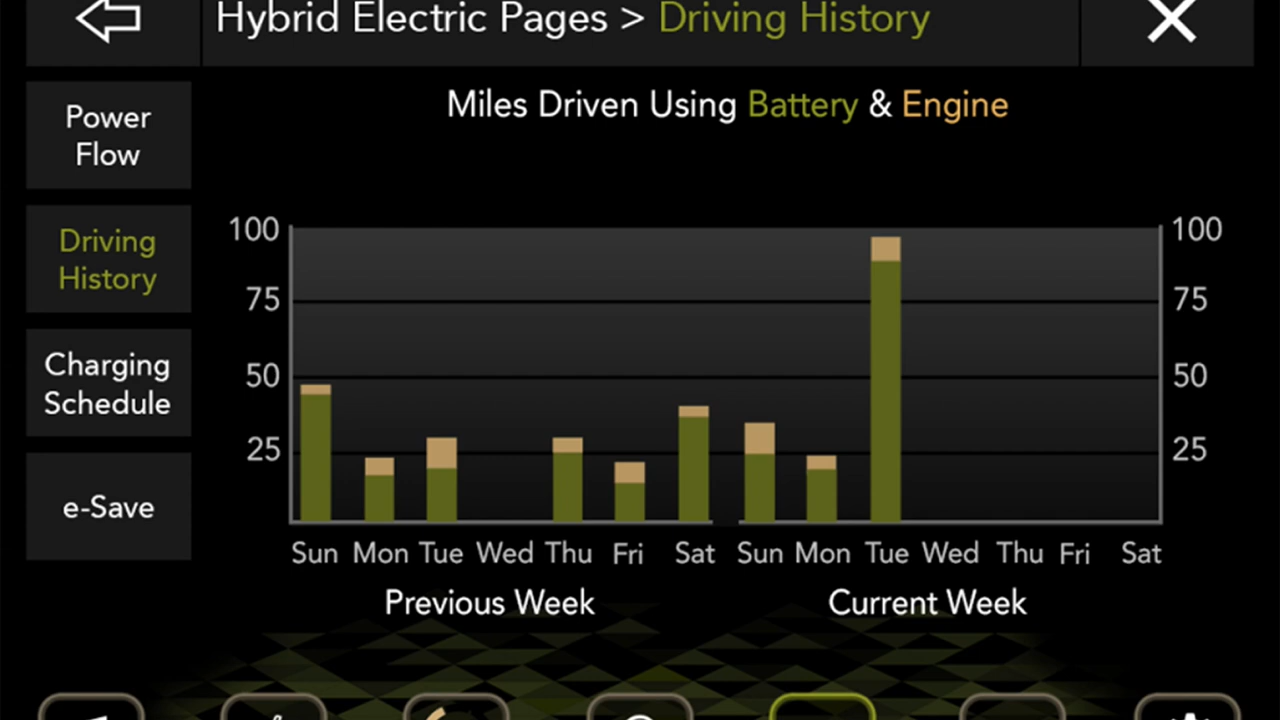 Hybrid Electric Pages > Driving History
Miles Driven Using Battery & Engine
Power
Flow
Driving
History
Charging
Schedule
e-Save
100 100
75 75
50 50
25 25
Sun Mon Tue Wed Thu Fri Sat Sun Mon Tue Wed Thu Fri Sat
Previous Week Current Week